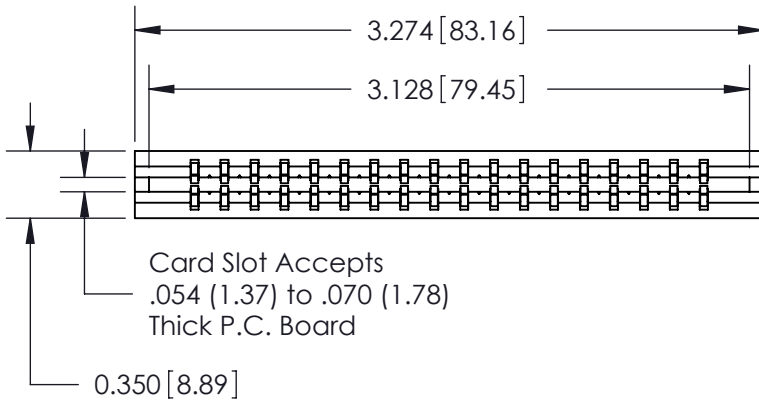 3.274[83.16]
3.128[79.45]
Card Slot Accepts
.054 (1.37) to .070 (1.78)
Thick P.C. Board
0.350[8.89]